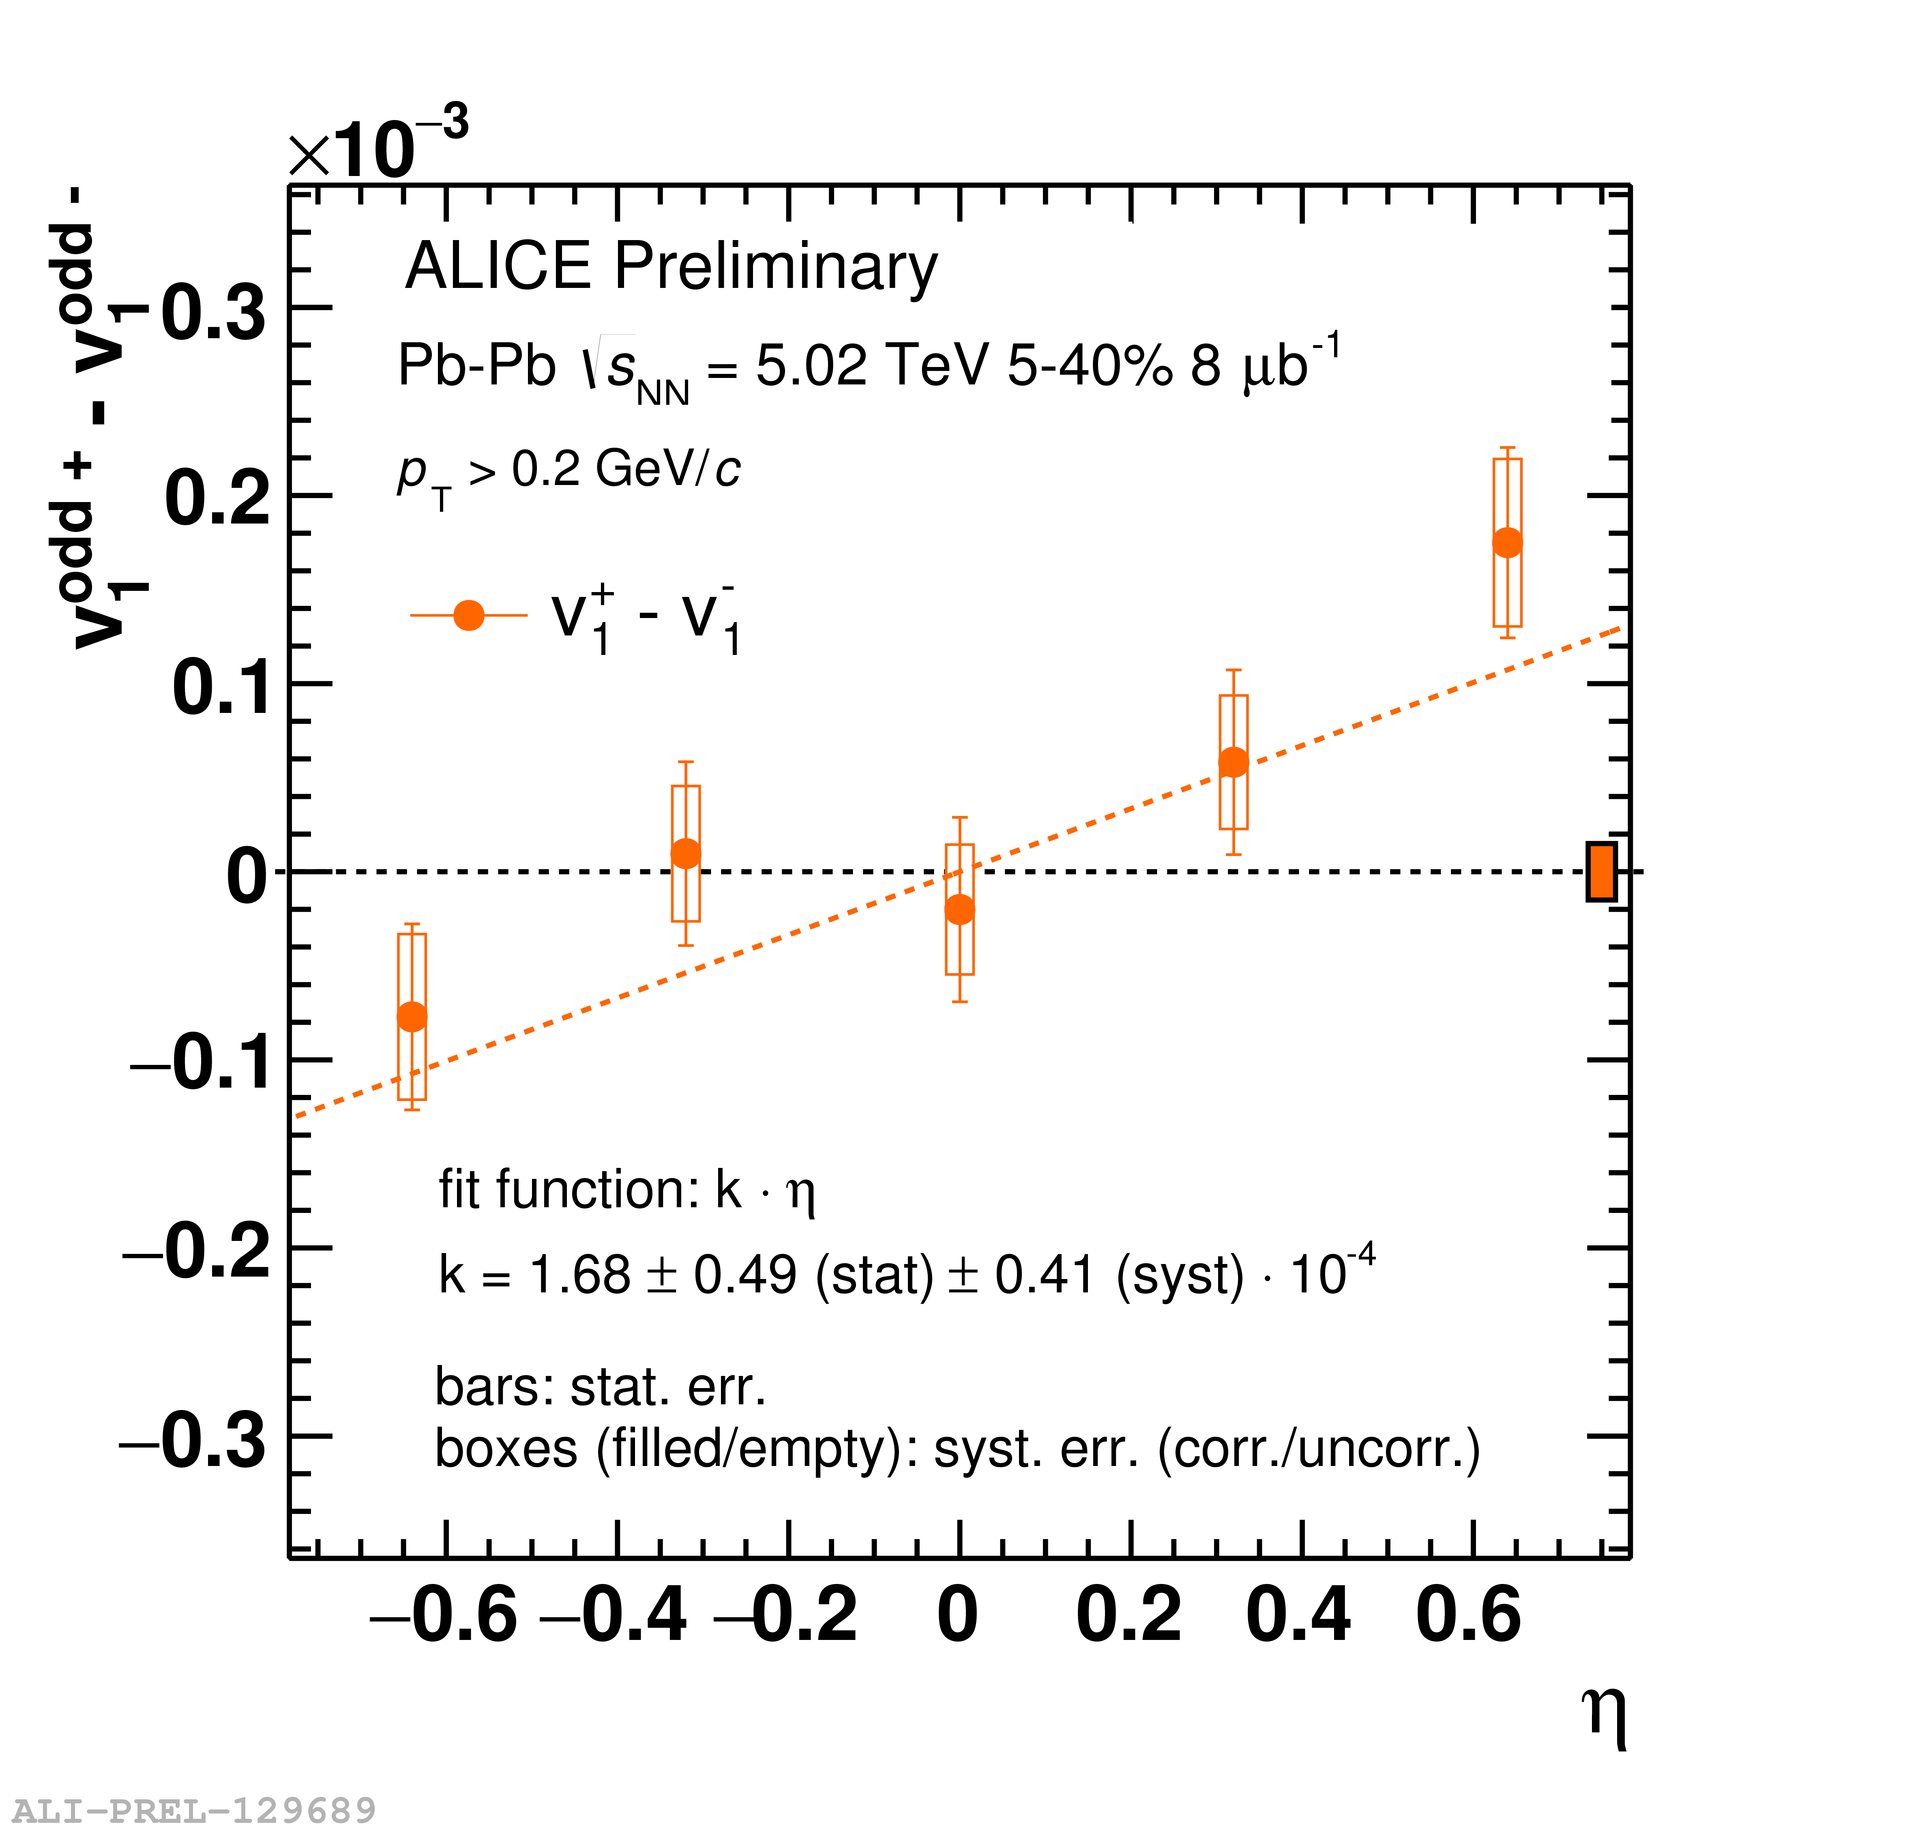 ×10⁻³
v₁ᵒᵈᵈ ⁺ - v₁ᵒᵈᵈ ⁻
ALICE Preliminary
Pb-Pb √s_NN = 5.02 TeV 5-40% 8 μb⁻¹
p_T > 0.2 GeV/c
v₁⁺ - v₁⁻
0.3
0.2
0.1
0
−0.1
−0.2
−0.3
fit function: k · η
k = 1.68 ± 0.49 (stat) ± 0.41 (syst) · 10⁻⁴
bars: stat. err.
boxes (filled/empty): syst. err. (corr./uncorr.)
−0.6 −0.4 −0.2 0 0.2 0.4 0.6
η
ALI-PREL-129689